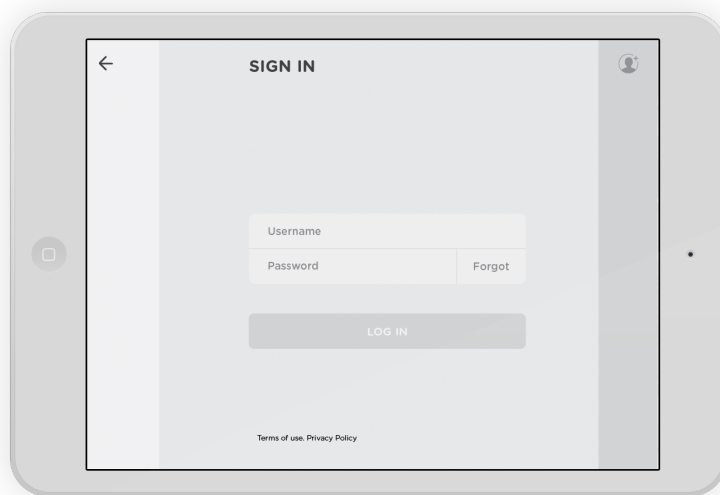 SIGN IN
Username
Password Forgot
LOG IN
Terms of use. Privacy Policy